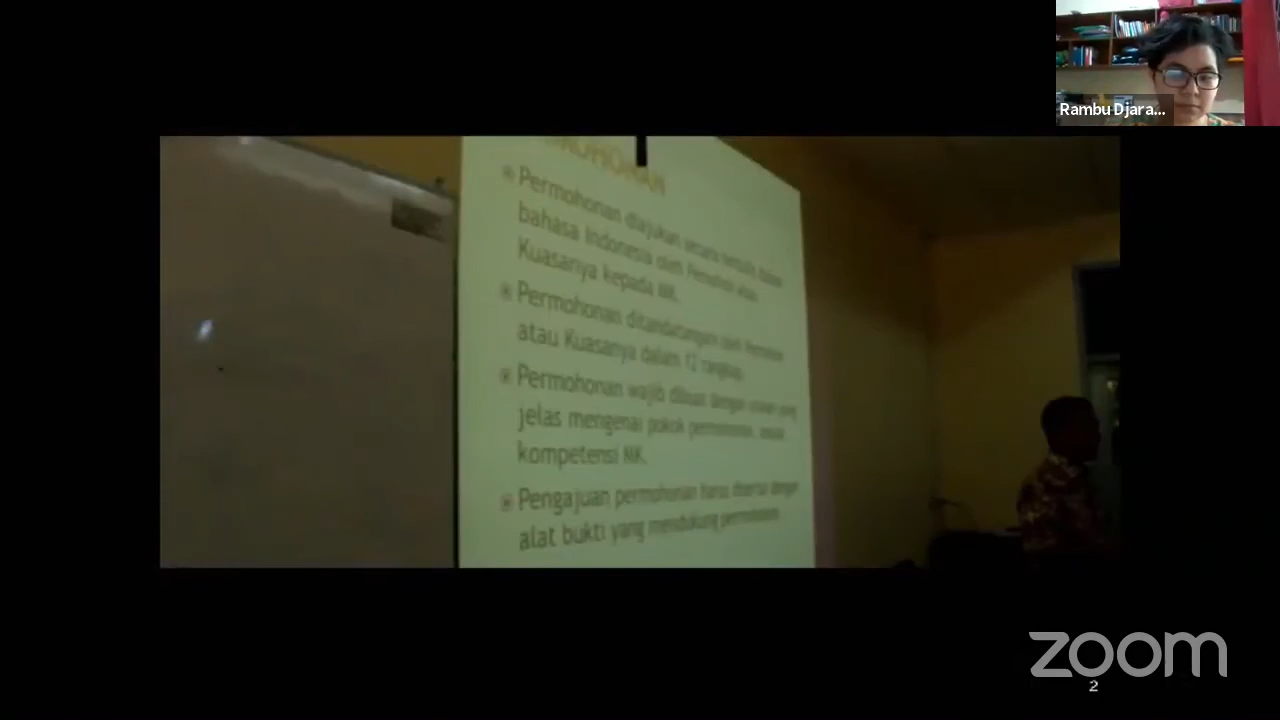 Rambu Djara...
PERMOHONAN
Permohonan diajukan secara tertulis dalam
bahasa Indonesia oleh Pemohon atau
Kuasanya kepada MK.
Permohonan ditandatangani oleh Pemohon
atau Kuasanya dalam 12 rangkap.
Permohonan wajib dibuat dengan uraian yang
jelas mengenai pokok permohonan, sesuai
kompetensi MK.
Pengajuan permohonan harus disertai dengan
alat bukti yang mendukung permohonan
zoom
2